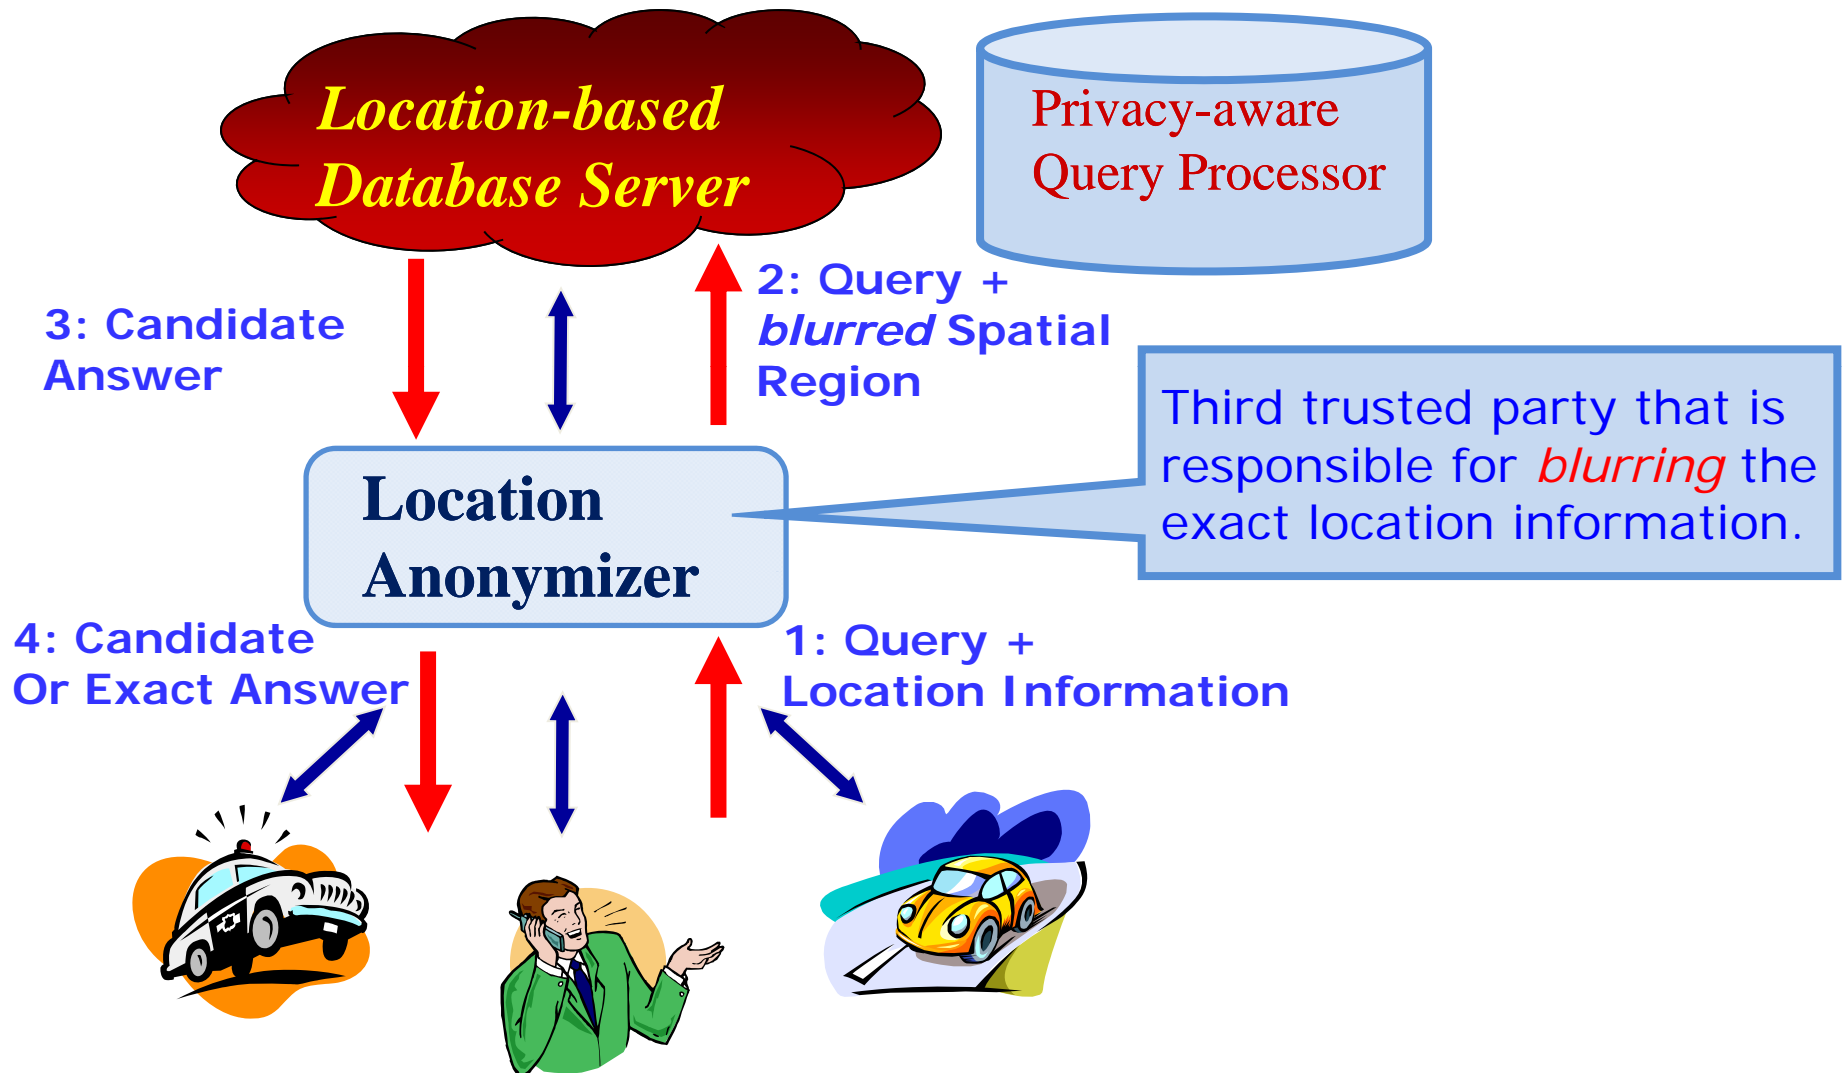 Location-based
Database Server
Privacy-aware
Query Processor
2: Query +
blurred Spatial
Region
3: Candidate
Answer
Third trusted party that is
responsible for blurring the
exact location information.
Location
Anonymizer
4: Candidate
Or Exact Answer
1: Query +
Location Information